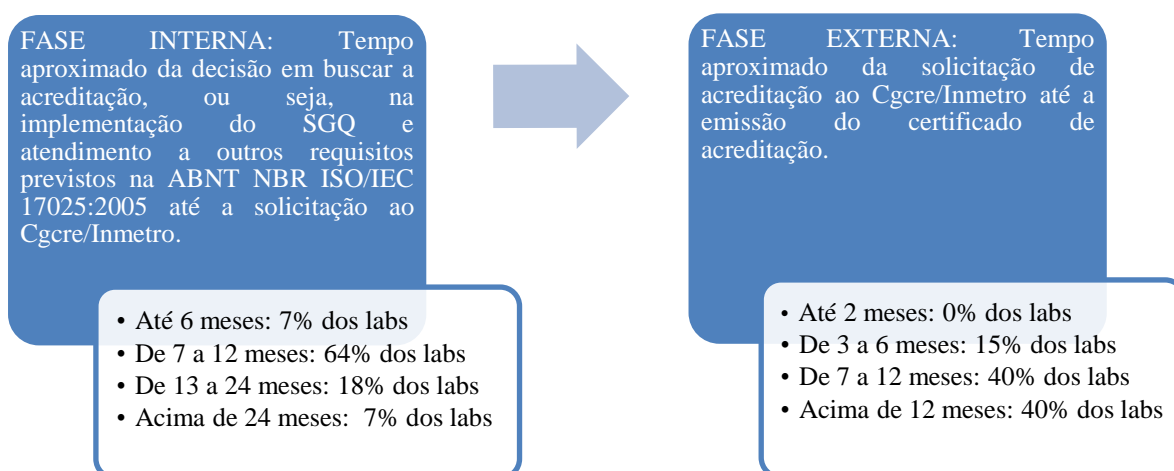 FASE INTERNA: Tempo
aproximado da decisão em buscar a
acreditação, ou seja, na
implementação do SGQ e
atendimento a outros requisitos
previstos na ABNT NBR ISO/IEC
17025:2005 até a solicitação ao
Cgcre/Inmetro.
• Até 6 meses: 7% dos labs
• De 7 a 12 meses: 64% dos labs
• De 13 a 24 meses: 18% dos labs
• Acima de 24 meses: 7% dos labs
FASE EXTERNA: Tempo
aproximado da solicitação de
acreditação ao Cgcre/Inmetro até a
emissão do certificado de
acreditação.
• Até 2 meses: 0% dos labs
• De 3 a 6 meses: 15% dos labs
• De 7 a 12 meses: 40% dos labs
• Acima de 12 meses: 40% dos labs